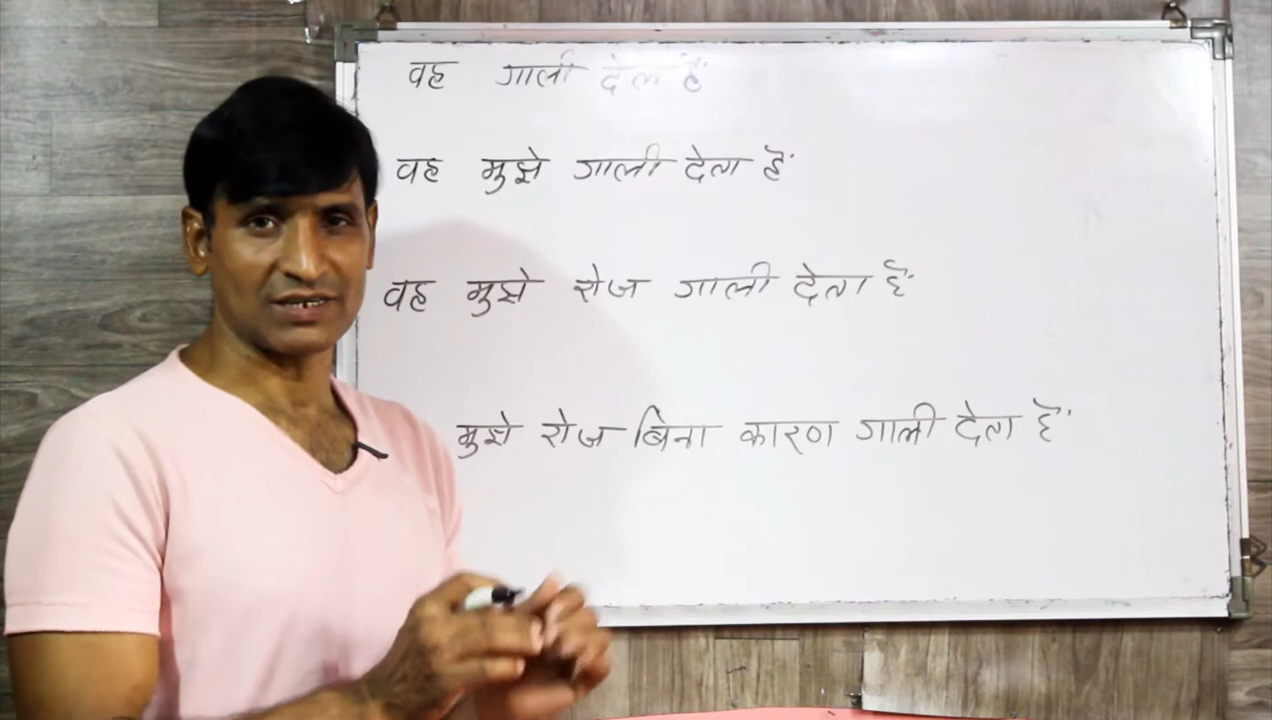 वह गाली देता हैं
वह मुझे गाली देता हैं
वह मुझे रोज गाली देता हैं
मुझे रोज बिना कारण गाली देता हैं